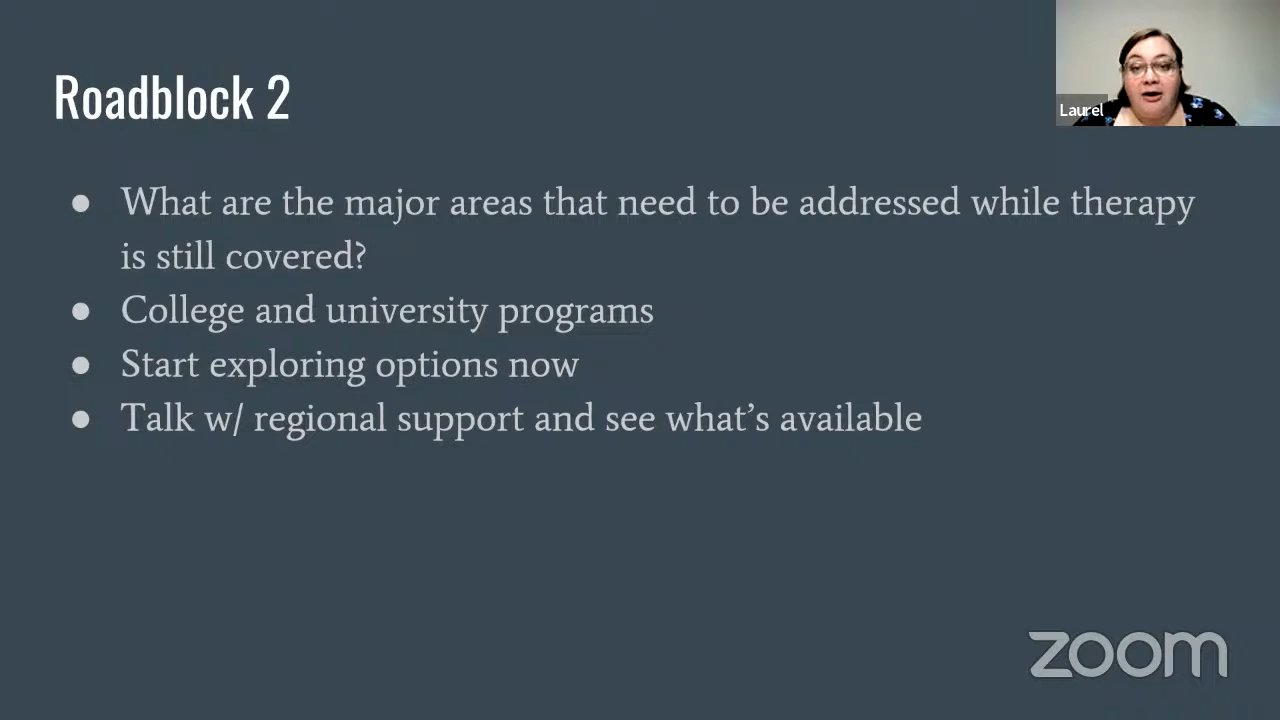 Roadblock 2
Laurel
● What are the major areas that need to be addressed while therapy
is still covered?
● College and university programs
● Start exploring options now
● Talk w/ regional support and see what’s available
zoom